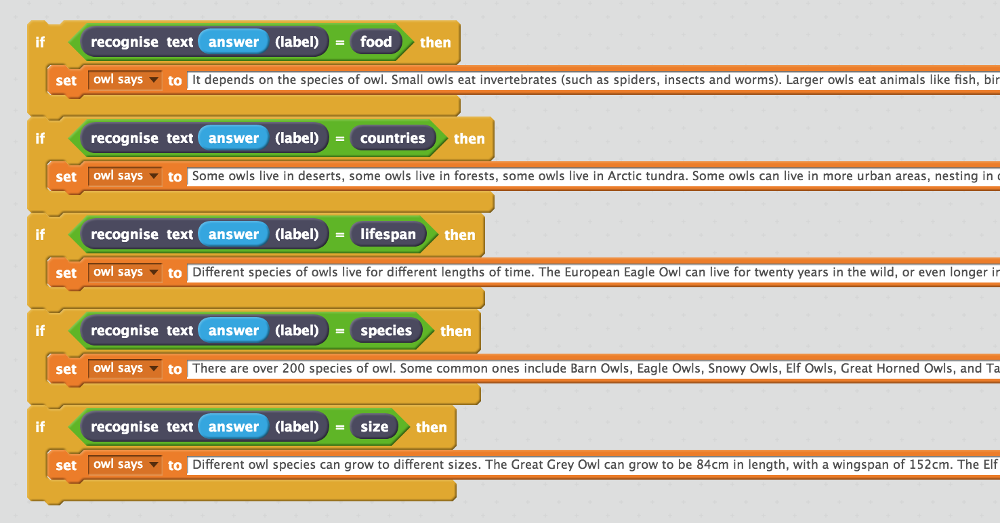 if recognise text answer (label) = food then
set owl says to It depends on the species of owl. Small owls eat invertebrates (such as spiders, insects and worms). Larger owls eat animals like fish, bir
if recognise text answer (label) = countries then
set owl says to Some owls live in deserts, some owls live in forests, some owls live in Arctic tundra. Some owls can live in more urban areas, nesting in
if recognise text answer (label) = lifespan then
set owl says to Different species of owls live for different lengths of time. The European Eagle Owl can live for twenty years in the wild, or even longer in
if recognise text answer (label) = species then
set owl says to There are over 200 species of owl. Some common ones include Barn Owls, Eagle Owls, Snowy Owls, Elf Owls, Great Horned Owls, and Ta
if recognise text answer (label) = size then
set owl says to Different owl species can grow to different sizes. The Great Grey Owl can grow to be 84cm in length, with a wingspan of 152cm. The Elf